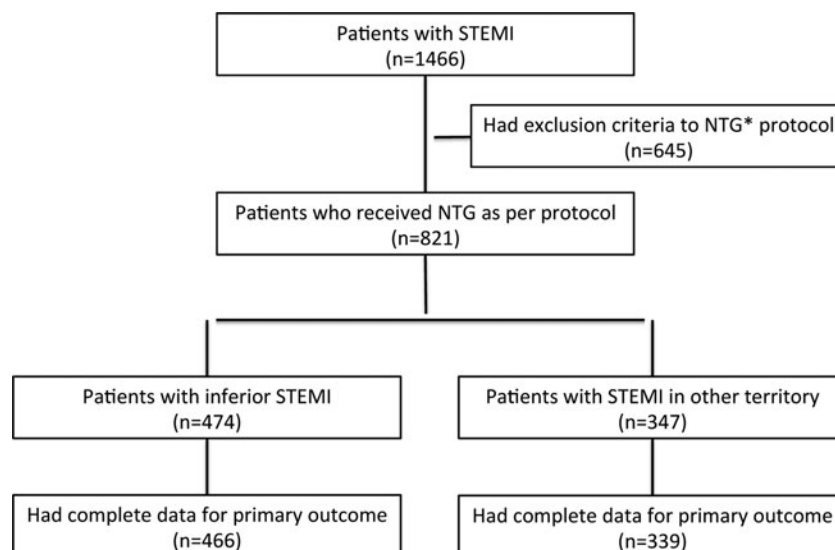 Patients with STEMI
(n=1466)
Had exclusion criteria to NTG* protocol
(n=645)
Patients who received NTG as per protocol
(n=821)
Patients with inferior STEMI
(n=474)
Patients with STEMI in other territory
(n=347)
Had complete data for primary outcome
(n=466)
Had complete data for primary outcome
(n=339)